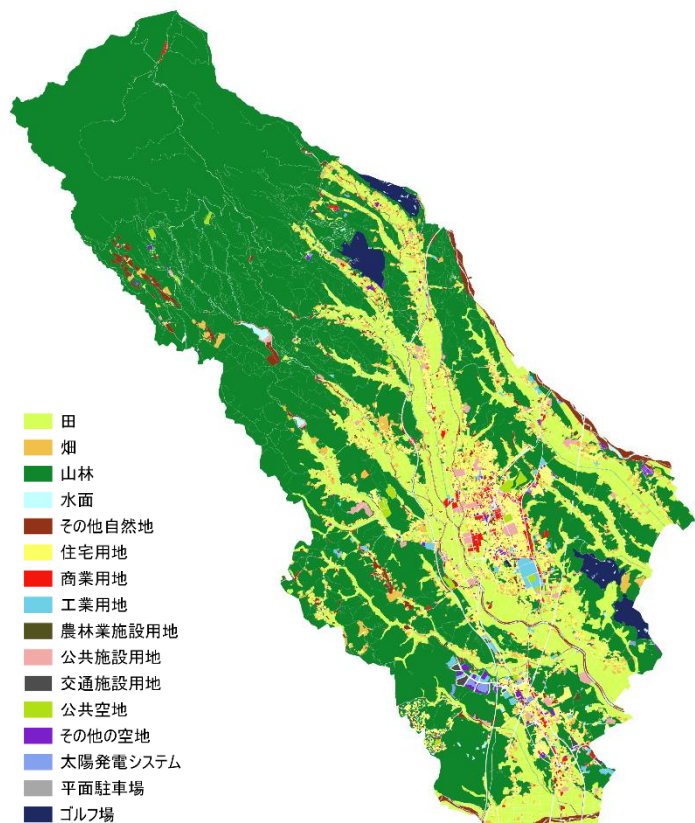 田
畑
山林
水面
その他自然地
住宅用地
商業用地
工業用地
農林業施設用地
公共施設用地
交通施設用地
公共空地
その他の空地
太陽発電システム
平面駐車場
ゴルフ場